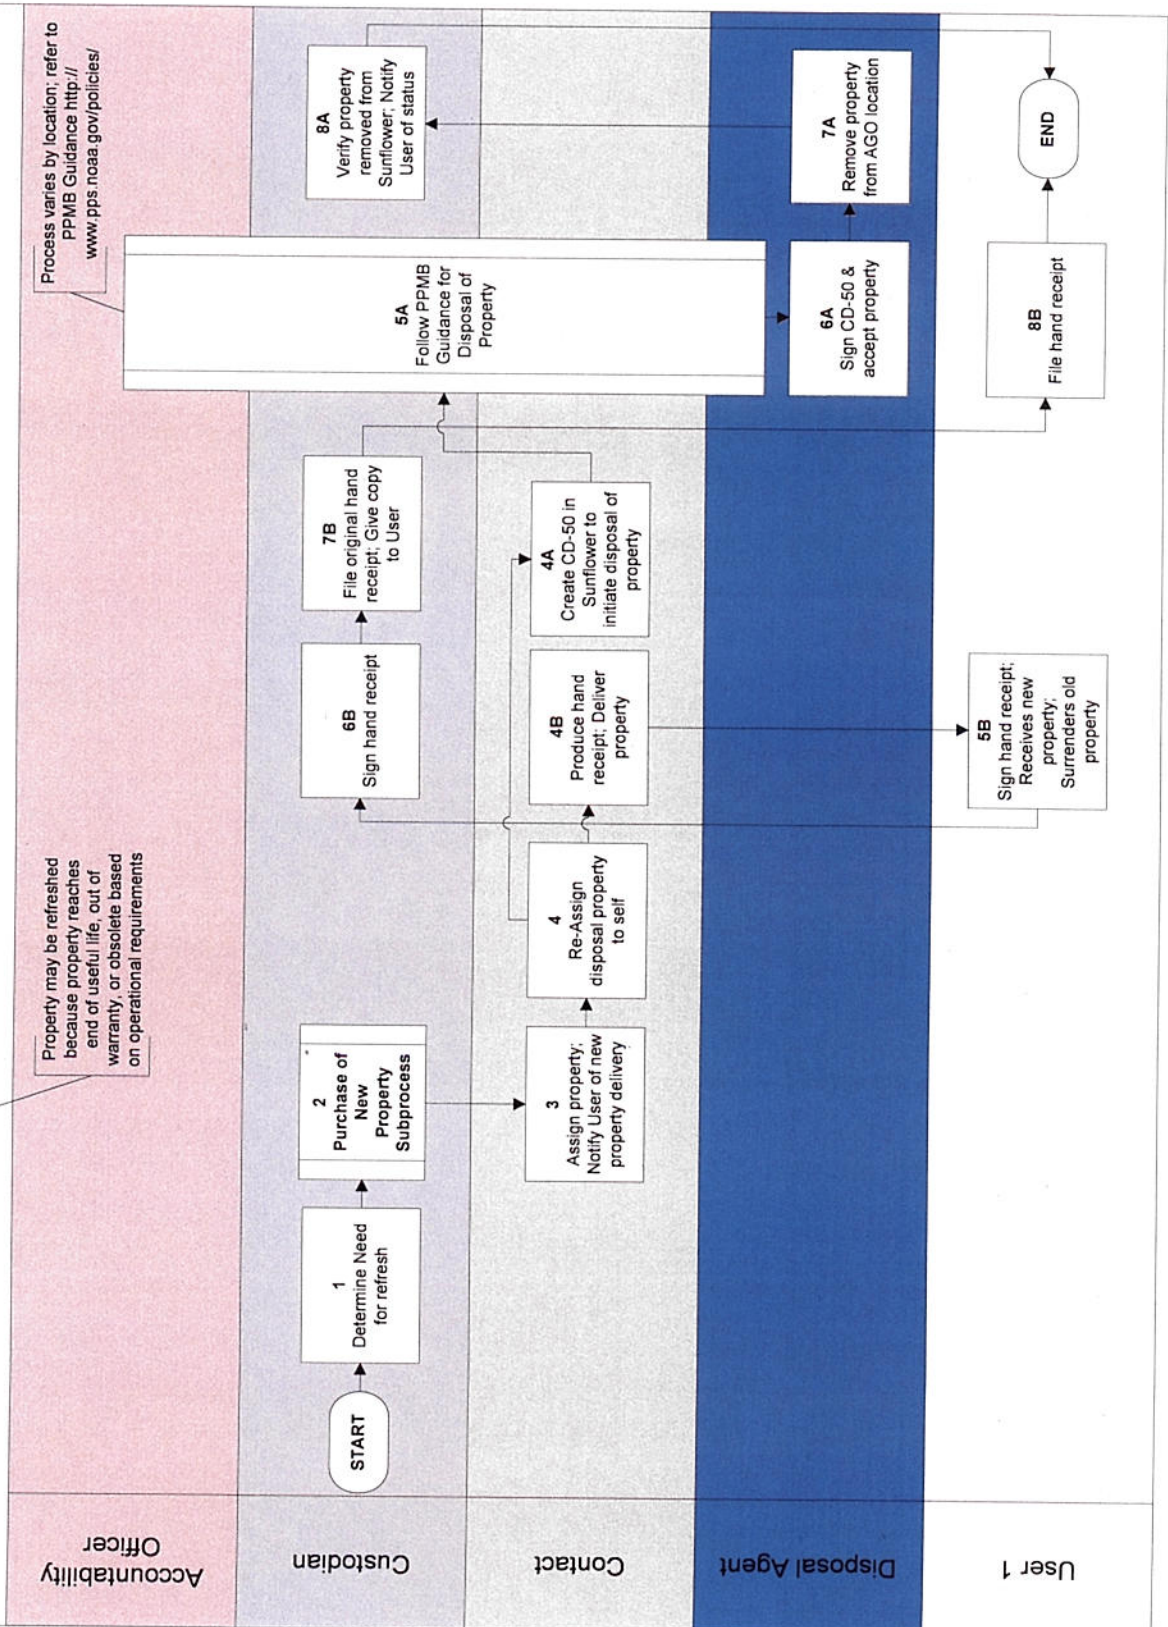 Property may be refreshed
because property reaches
end of useful life, out of
warranty, or obsolete based
on operational requirements
Process varies by location; refer to
PPMB Guidance http://
www.pps.noaa.gov/policies/
Accountability
Officer
Custodian
START
1
Determine Need
for refresh
2
Purchase of
New
Property
Subprocess
6B
Sign hand receipt
7B
File original hand
receipt; Give copy
to User
8A
Verify property
removed from
Sunflower; Notify
User of status
Contact
3
Assign property;
Notify User of new
property delivery
4
Re-Assign
disposal property
to self
4B
Produce hand
receipt; Deliver
property
4A
Create CD-50 in
Sunflower to
initiate disposal of
property
5A
Follow PPMB
Guidance for
Disposal of
Property
Disposal Agent
6A
Sign CD-50 &
accept property
7A
Remove property
from AGO location
User 1
5B
Sign hand receipt;
Receives new
property;
Surrenders old
property
8B
File hand receipt
END